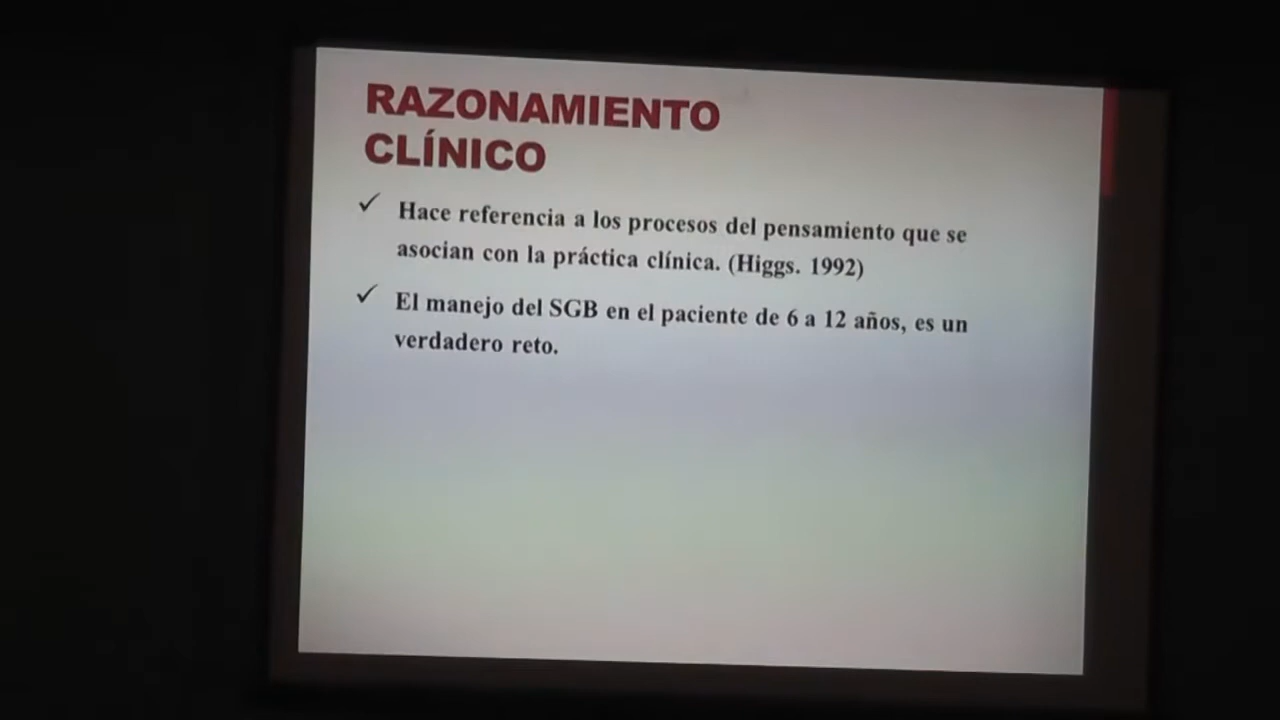 RAZONAMIENTO
CLÍNICO
✓ Hace referencia a los procesos del pensamiento que se
asocian con la práctica clínica. (Higgs. 1992)
✓ El manejo del SGB en el paciente de 6 a 12 años, es un
verdadero reto.